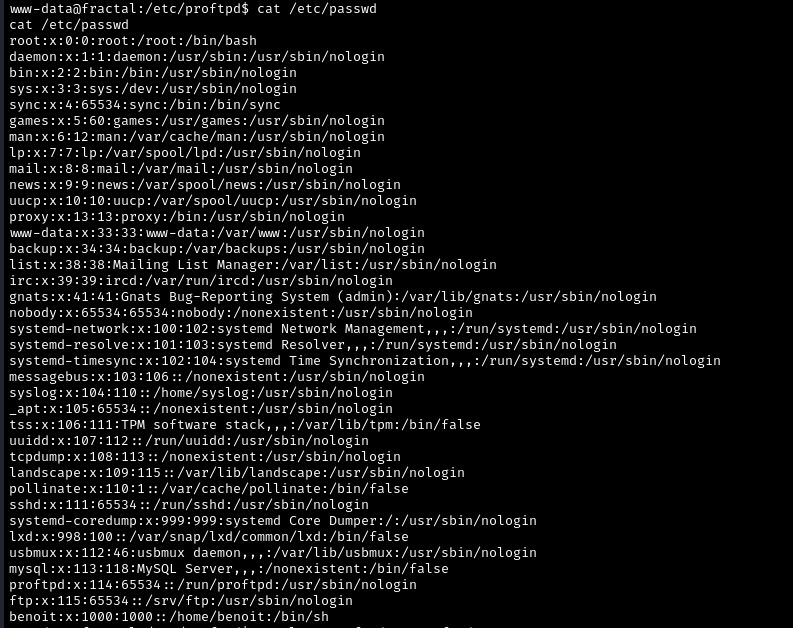 www-data@fractal:/etc/proftpd$ cat /etc/passwd
cat /etc/passwd
root:x:0:0:root:/root:/bin/bash
daemon:x:1:1:daemon:/usr/sbin:/usr/sbin/nologin
bin:x:2:2:bin:/bin:/usr/sbin/nologin
sys:x:3:3:sys:/dev:/usr/sbin/nologin
sync:x:4:65534:sync:/bin:/bin/sync
games:x:5:60:games:/usr/games:/usr/sbin/nologin
man:x:6:12:man:/var/cache/man:/usr/sbin/nologin
lp:x:7:7:lp:/var/spool/lpd:/usr/sbin/nologin
mail:x:8:8:mail:/var/mail:/usr/sbin/nologin
news:x:9:9:news:/var/spool/news:/usr/sbin/nologin
uucp:x:10:10:uucp:/var/spool/uucp:/usr/sbin/nologin
proxy:x:13:13:proxy:/bin:/usr/sbin/nologin
www-data:x:33:33:www-data:/var/www:/usr/sbin/nologin
backup:x:34:34:backup:/var/backups:/usr/sbin/nologin
list:x:38:38:Mailing List Manager:/var/list:/usr/sbin/nologin
irc:x:39:39:ircd:/var/run/ircd:/usr/sbin/nologin
gnats:x:41:41:Gnats Bug-Reporting System (admin):/var/lib/gnats:/usr/sbin/nologin
nobody:x:65534:65534:nobody:/nonexistent:/usr/sbin/nologin
systemd-network:x:100:102:systemd Network Management,,,:/run/systemd:/usr/sbin/nologin
systemd-resolve:x:101:103:systemd Resolver,,,:/run/systemd:/usr/sbin/nologin
systemd-timesync:x:102:104:systemd Time Synchronization,,,:/run/systemd:/usr/sbin/nologin
messagebus:x:103:106::/nonexistent:/usr/sbin/nologin
syslog:x:104:110::/home/syslog:/usr/sbin/nologin
_apt:x:105:65534::/nonexistent:/usr/sbin/nologin
tss:x:106:111:TPM software stack,,,:/var/lib/tpm:/bin/false
uuidd:x:107:112::/run/uuidd:/usr/sbin/nologin
tcpdump:x:108:113::/nonexistent:/usr/sbin/nologin
landscape:x:109:115::/var/lib/landscape:/usr/sbin/nologin
pollinate:x:110:1::/var/cache/pollinate:/bin/false
sshd:x:111:65534::/run/sshd:/usr/sbin/nologin
systemd-coredump:x:999:999:systemd Core Dumper:/:/usr/sbin/nologin
lxd:x:998:100::/var/snap/lxd/common/lxd:/bin/false
usbmux:x:112:46:usbmux daemon,,,:/var/lib/usbmux:/usr/sbin/nologin
mysql:x:113:118:MySQL Server,,,:/nonexistent:/bin/false
proftpd:x:114:65534::/run/proftpd:/usr/sbin/nologin
ftp:x:115:65534::/srv/ftp:/usr/sbin/nologin
benoit:x:1000:1000::/home/benoit:/bin/sh